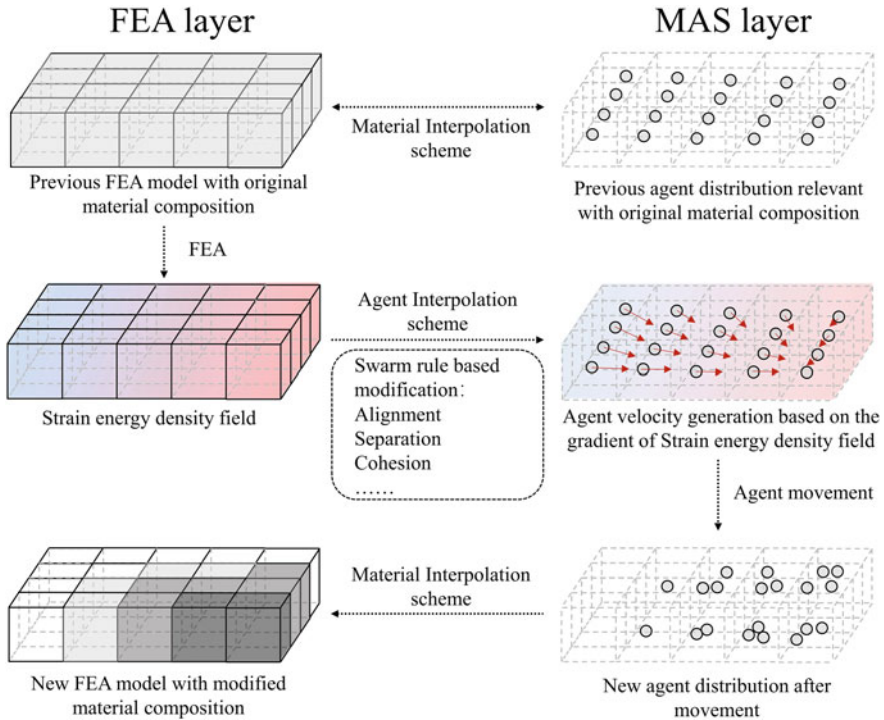 FEA layer
MAS layer
Material Interpolation
scheme
Previous FEA model with original
material composition
Previous agent distribution relevant
with original material composition
FEA
Agent Interpolation
scheme
Swarm rule based
modification:
Alignment
Separation
Cohesion
……
Strain energy density field
Agent velocity generation based on the
gradient of Strain energy density field
Agent movement
Material Interpolation
scheme
New FEA model with modified
material composition
New agent distribution after
movement